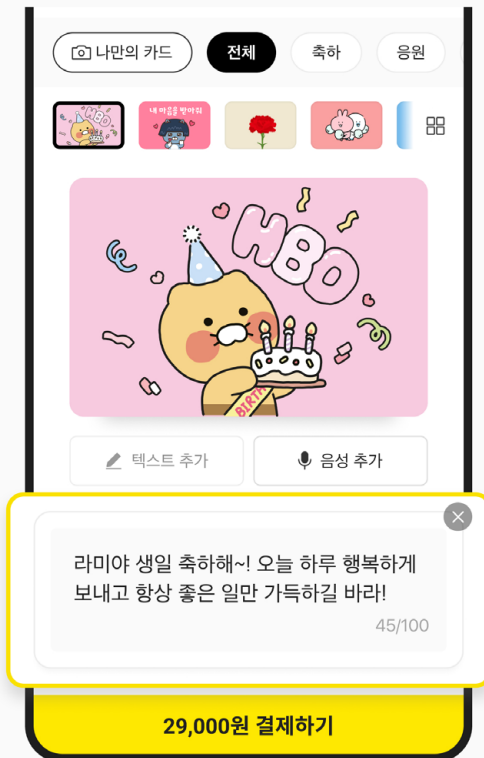 나만의 카드
전체
축하
응원
HBD
내 마음을 받아줘
HBD
BIRTH
텍스트 추가
음성 추가
라미야 생일 축하해~! 오늘 하루 행복하게
보내고 항상 좋은 일만 가득하길 바라!
45/100
29,000원 결제하기